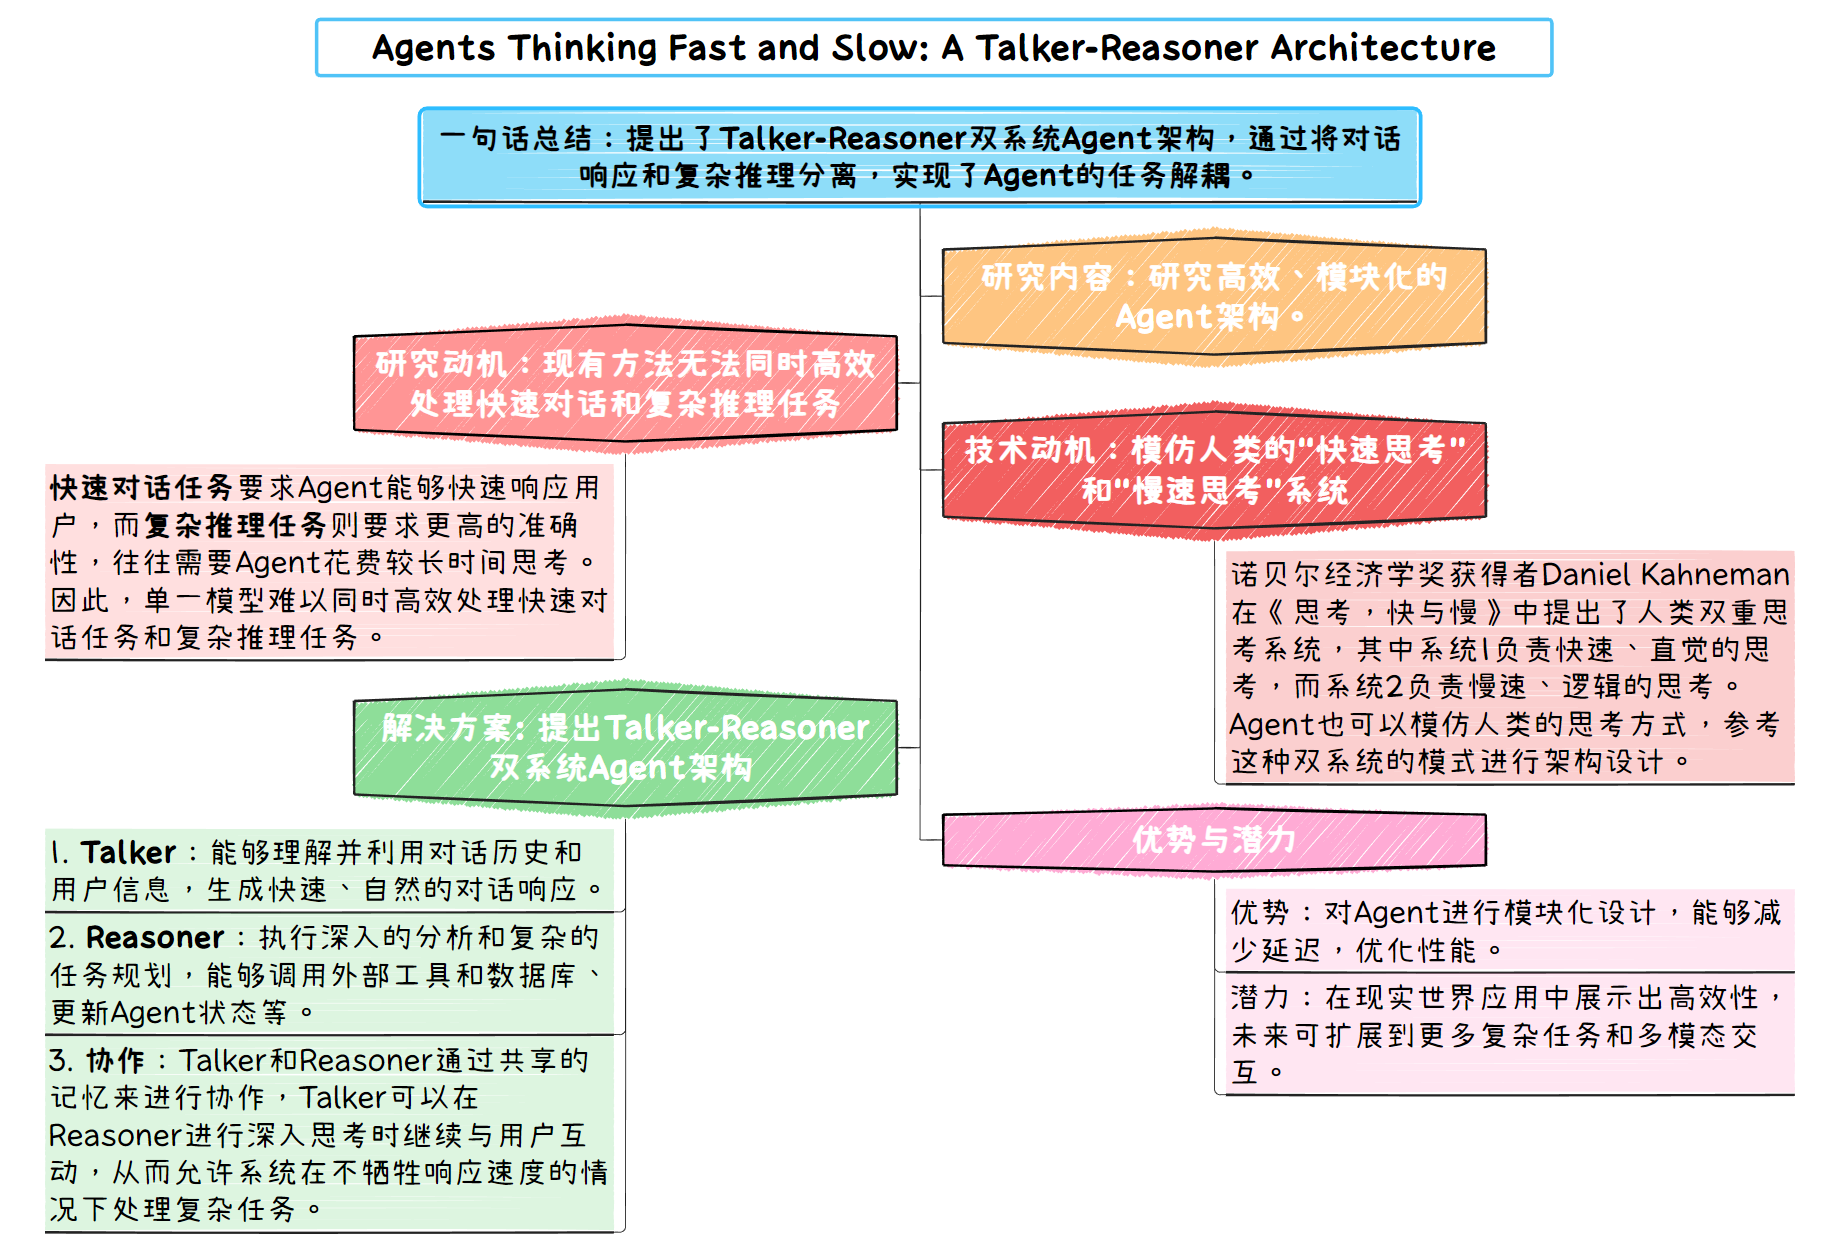 Agents Thinking Fast and Slow: A Talker-Reasoner Architecture
一句话总结：提出了Talker-Reasoner双系统Agent架构，通过将对话
响应和复杂推理分离，实现了Agent的任务解耦。
研究内容：研究高效、模块化的
Agent架构。
研究动机：现有方法无法同时高效
处理快速对话和复杂推理任务
快速对话任务要求Agent能够快速响应用
户，而复杂推理任务则要求更高的准确
性，往往需要Agent花费较长时间思考。
因此，单一模型难以同时高效处理快速对
话任务和复杂推理任务。
技术动机：模仿人类的"快速思考"
和"慢速思考"系统
诺贝尔经济学奖获得者Daniel Kahneman
在《思考，快与慢》中提出了人类双重思
考系统，其中系统1负责快速、直觉的思
考，而系统2负责慢速、逻辑的思考。
Agent也可以模仿人类的思考方式，参考
这种双系统的模式进行架构设计。
解决方案: 提出Talker-Reasoner
双系统Agent架构
1. Talker：能够理解并利用对话历史和
用户信息，生成快速、自然的对话响应。
2. Reasoner：执行深入的分析和复杂的
任务规划，能够调用外部工具和数据库、
更新Agent状态等。
3. 协作：Talker和Reasoner通过共享的
记忆来进行协作，Talker可以在
Reasoner进行深入思考时继续与用户互
动，从而允许系统在不牺牲响应速度的情
况下处理复杂任务。
优势与潜力
优势：对Agent进行模块化设计，能够减
少延迟，优化性能。
潜力：在现实世界应用中展示出高效性，
未来可扩展到更多复杂任务和多模态交
互。